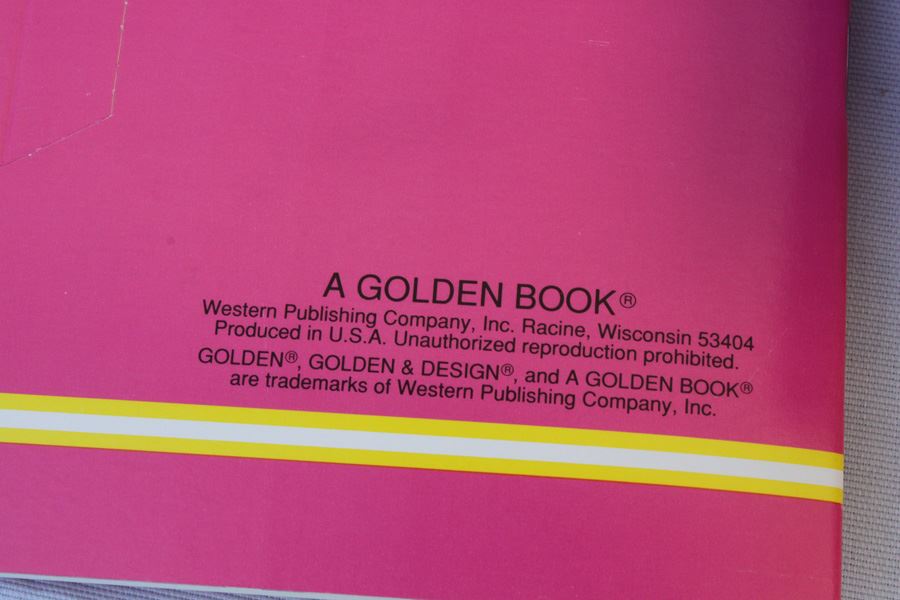 A GOLDEN BOOK®
Western Publishing Company, Inc. Racine, Wisconsin 53404
Produced in U.S.A. Unauthorized reproduction prohibited.
GOLDEN®, GOLDEN & DESIGN®, and A GOLDEN BOOK®
are trademarks of Western Publishing Company, Inc.